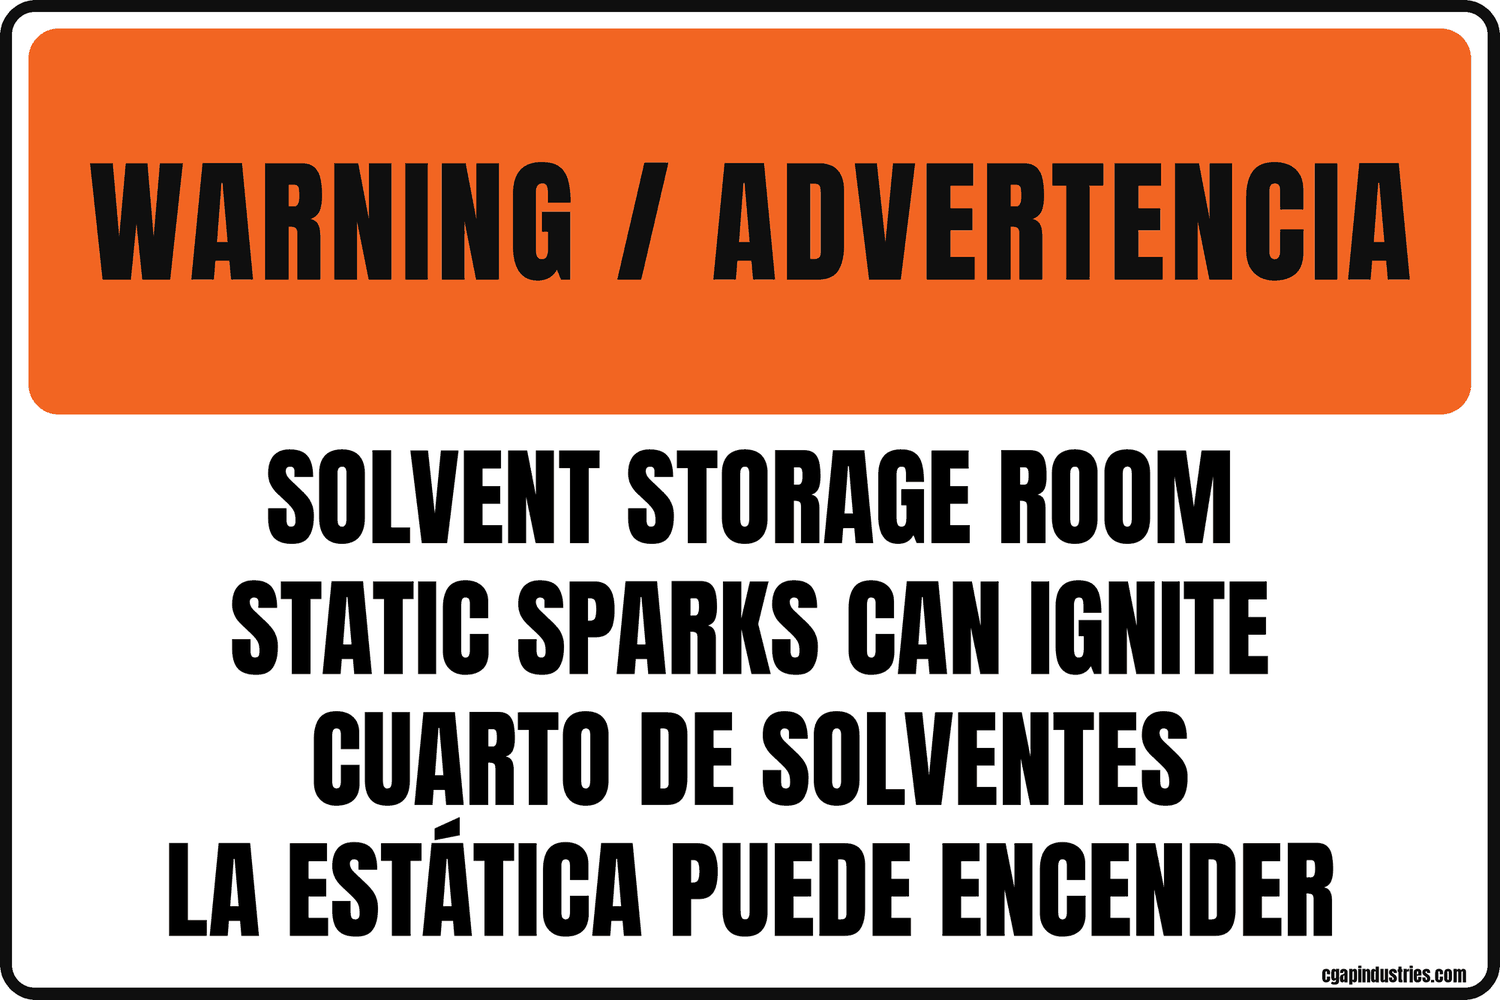 WARNING / ADVERTENCIA
SOLVENT STORAGE ROOM
STATIC SPARKS CAN IGNITE
CUARTO DE SOLVENTES
LA ESTÁTICA PUEDE ENCENDER
cgapindustries.com